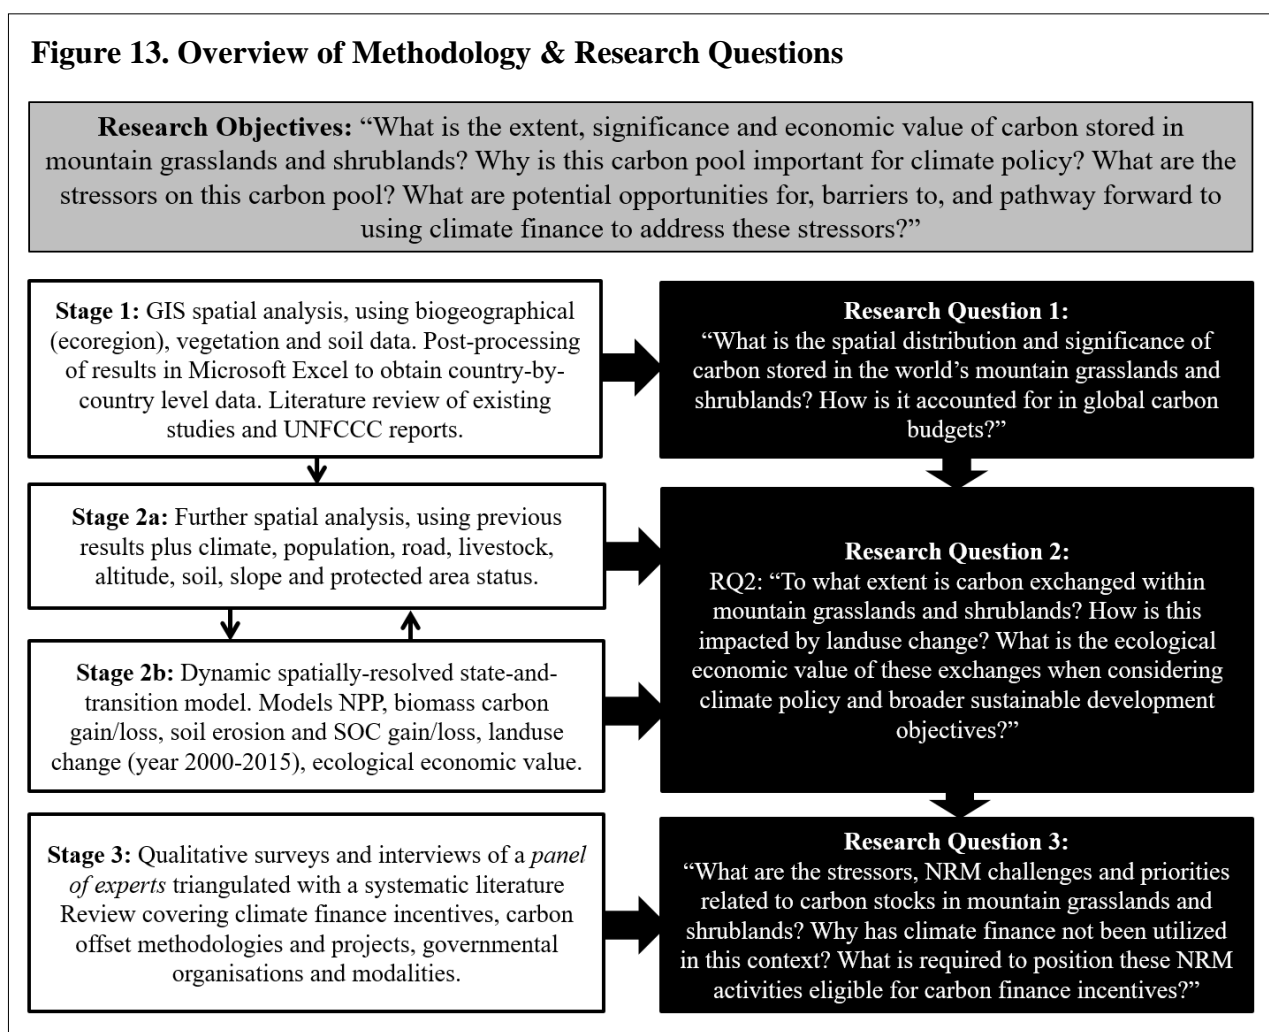 Figure 13. Overview of Methodology & Research Questions
Research Objectives: “What is the extent, significance and economic value of carbon stored in
mountain grasslands and shrublands? Why is this carbon pool important for climate policy? What are the
stressors on this carbon pool? What are potential opportunities for, barriers to, and pathway forward to
using climate finance to address these stressors?”
Stage 1: GIS spatial analysis, using biogeographical
(ecoregion), vegetation and soil data. Post-processing
of results in Microsoft Excel to obtain country-by-
country level data. Literature review of existing
studies and UNFCCC reports.
Research Question 1:
“What is the spatial distribution and significance of
carbon stored in the world’s mountain grasslands and
shrublands? How is it accounted for in global carbon
budgets?”
Stage 2a: Further spatial analysis, using previous
results plus climate, population, road, livestock,
altitude, soil, slope and protected area status.
Stage 2b: Dynamic spatially-resolved state-and-
transition model. Models NPP, biomass carbon
gain/loss, soil erosion and SOC gain/loss, landuse
change (year 2000-2015), ecological economic value.
Research Question 2:
RQ2: “To what extent is carbon exchanged within
mountain grasslands and shrublands? How is this
impacted by landuse change? What is the ecological
economic value of these exchanges when considering
climate policy and broader sustainable development
objectives?”
Stage 3: Qualitative surveys and interviews of a panel
of experts triangulated with a systematic literature
Review covering climate finance incentives, carbon
offset methodologies and projects, governmental
organisations and modalities.
Research Question 3:
“What are the stressors, NRM challenges and priorities
related to carbon stocks in mountain grasslands and
shrublands? Why has climate finance not been utilized
in this context? What is required to position these NRM
activities eligible for carbon finance incentives?”